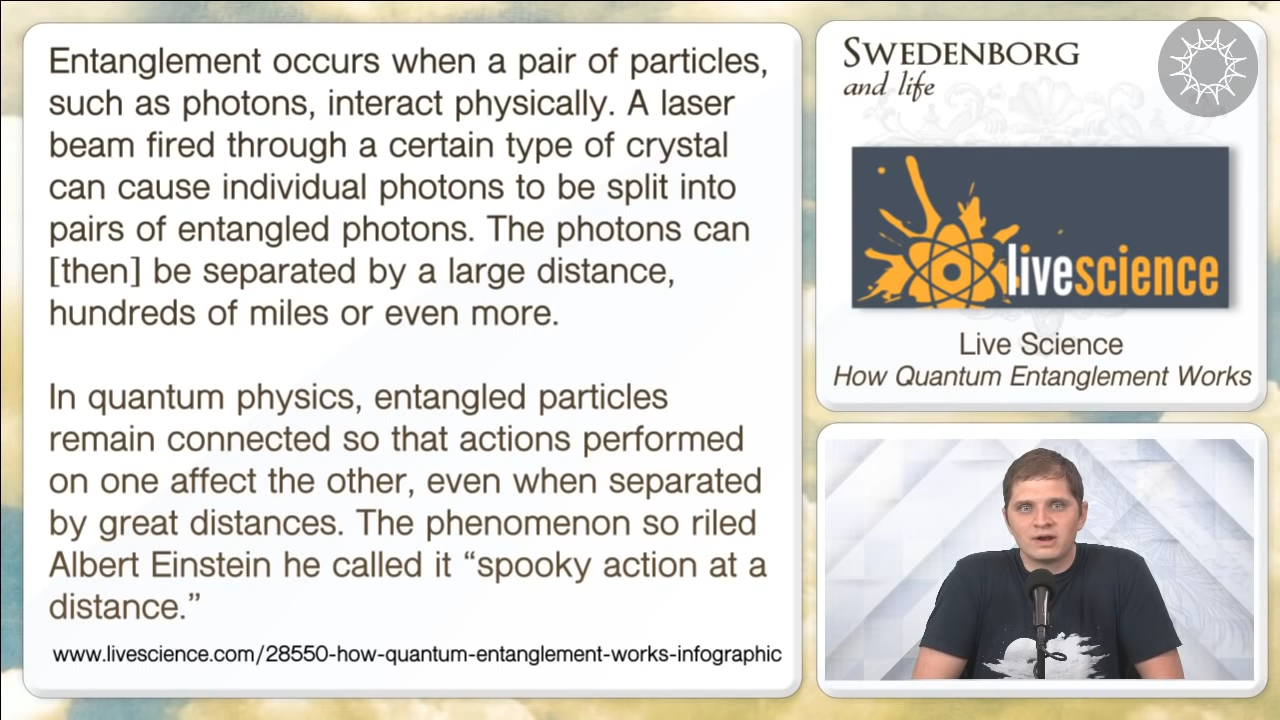 Entanglement occurs when a pair of particles,
such as photons, interact physically. A laser
beam fired through a certain type of crystal
can cause individual photons to be split into
pairs of entangled photons. The photons can
[then] be separated by a large distance,
hundreds of miles or even more.
In quantum physics, entangled particles
remain connected so that actions performed
on one affect the other, even when separated
by great distances. The phenomenon so riled
Albert Einstein he called it “spooky action at a
distance.”
www.livescience.com/28550-how-quantum-entanglement-works-infographic
SWEDENBORG
and life
livescience
Live Science
How Quantum Entanglement Works